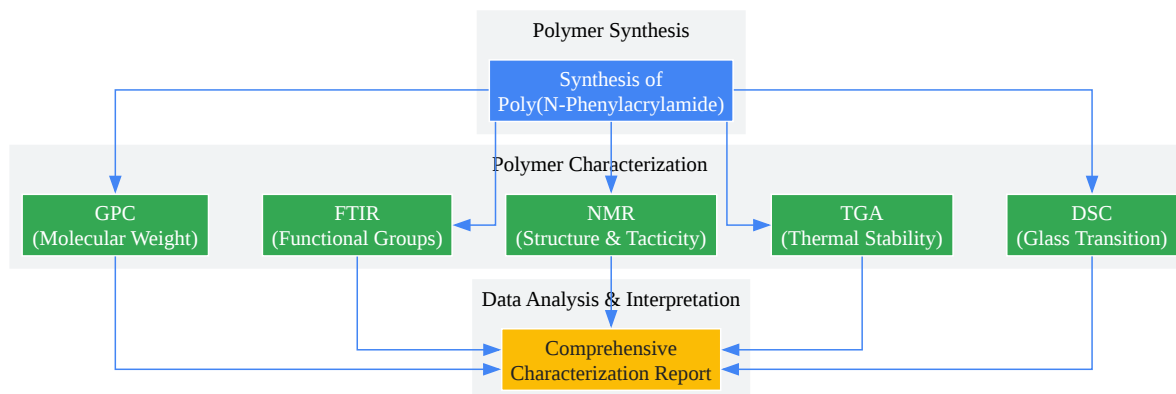 Polymer Synthesis
Synthesis of
Poly(N-Phenylacrylamide)
Polymer Characterization
GPC
(Molecular Weight)
FTIR
(Functional Groups)
NMR
(Structure & Tacticity)
TGA
(Thermal Stability)
DSC
(Glass Transition)
Data Analysis & Interpretation
Comprehensive
Characterization Report